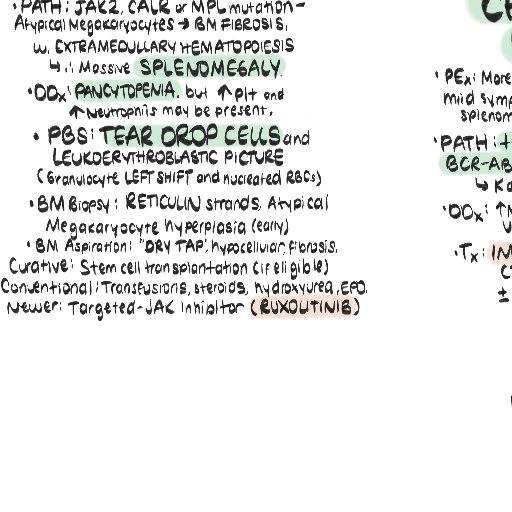 • PATH: JAK2, CALR or MPL mutation-
Atypical Megakaryocytes → BM FIBROSIS,
w. EXTRAMEDULLARY HEMATOPOIESIS
↳ ∴ Massive SPLENOMEGALY.
• DDx: PANCYTOPENIA, but ↑Plt and
↑Neutrophils may be present.
• PBS: TEAR DROP CELLS and
LEUKOERYTHROBLASTIC PICTURE
(Granulocyte LEFT SHIFT and nucleated RBCs)
• BM Biopsy: RETICULIN strands, Atypical
Megakaryocyte hyperplasia (early)
• BM Aspiration: "DRY TAP", hypocellular, fibrosis.
Curative: Stem cell transplantation (if eligible)
Conventional: Transfusions, steroids, hydroxyurea, EPO.
Newer: Targeted-JAK Inhibitor (RUXOLITINIB)
• PEx: More
mild symp
splenom
• PATH: t
BCR-AB
• DDx: ↑
• Tx: IM
±